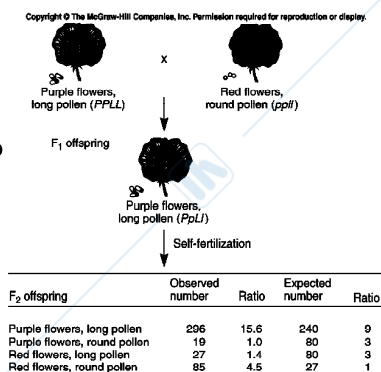 Copyright © The McGraw-Hill Companies, Inc. Permission required for reproduction or display.
Purple flowers,
long pollen (PPLL)
x
Red flowers,
round pollen (ppll)
F1 offspring
Purple flowers,
long pollen (PpLl)
Self-fertilization
F2 offspring Observed number Ratio Expected number Ratio
Purple flowers, long pollen 296 15.6 240 9
Purple flowers, round pollen 19 1.0 80 3
Red flowers, long pollen 27 1.4 80 3
Red flowers, round pollen 85 4.5 27 1